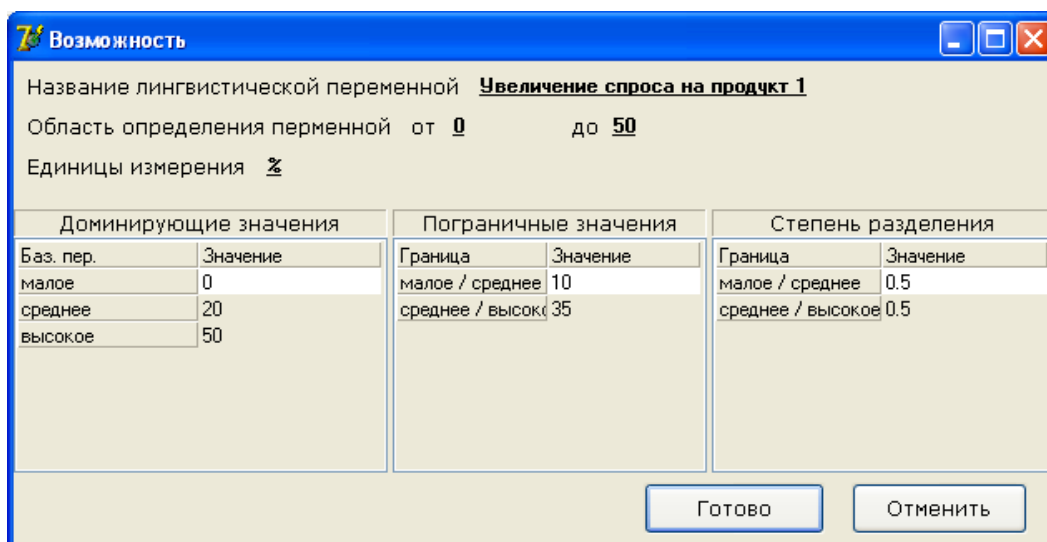 Возможность
Название лингвистической переменной Увеличение спроса на продукт 1
Область определения перменной от 0 до 50
Единицы измерения %
Доминирующие значения Пограничные значения Степень разделения
Баз. пер. Значение Граница Значение Граница Значение
малое 0 малое / среднее 10 малое / среднее 0.5
среднее 20 среднее / высоко 35 среднее / высокое 0.5
высокое 50
Готово Отменить